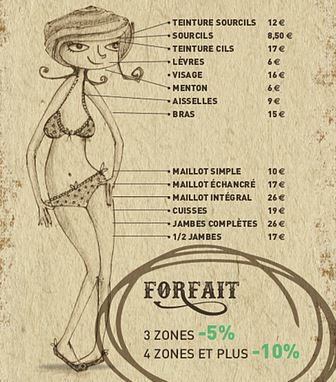 TEINTURE SOURCILS 12 €
SOURCILS 8,50 €
TEINTURE CILS 17 €
LÈVRES 6 €
VISAGE 16 €
MENTON 6 €
AISSELLES 9 €
BRAS 15 €
MAILLOT SIMPLE 10 €
MAILLOT ÉCHANCRÉ 17 €
MAILLOT INTÉGRAL 26 €
CUISSES 19 €
JAMBES COMPLÈTES 26 €
1/2 JAMBES 17 €
FORFAIT
3 ZONES -5%
4 ZONES ET PLUS -10%